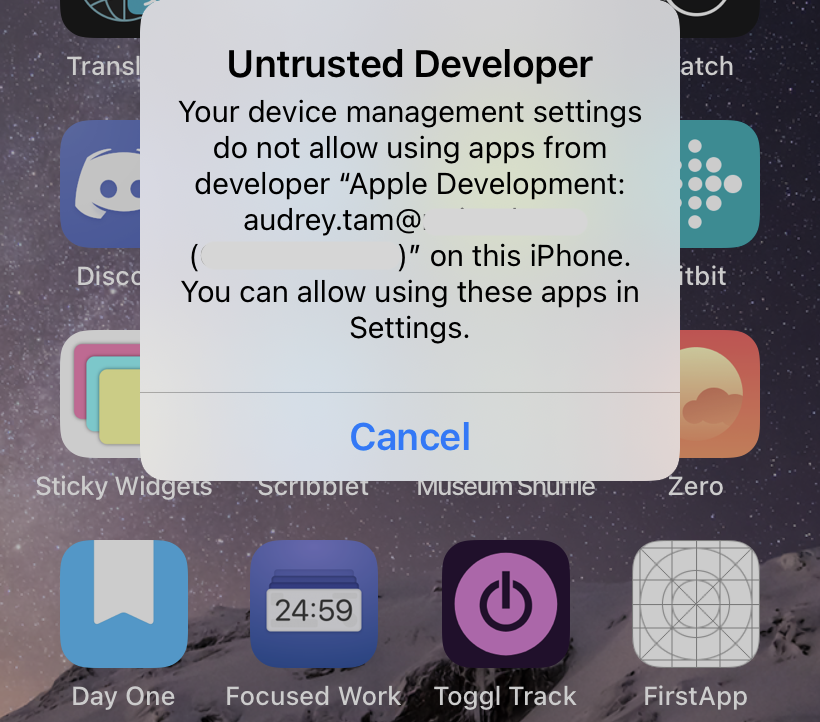 Untrusted Developer
Your device management settings
do not allow using apps from
developer “Apple Development:
audrey.tam@
()” on this iPhone.
You can allow using these apps in
Settings.
Cancel
Transl
atch
Disco
itbit
Sticky Widgets
Scribblet
Museum Shuffle
Zero
24:59
Day One
Focused Work
Toggl Track
FirstApp